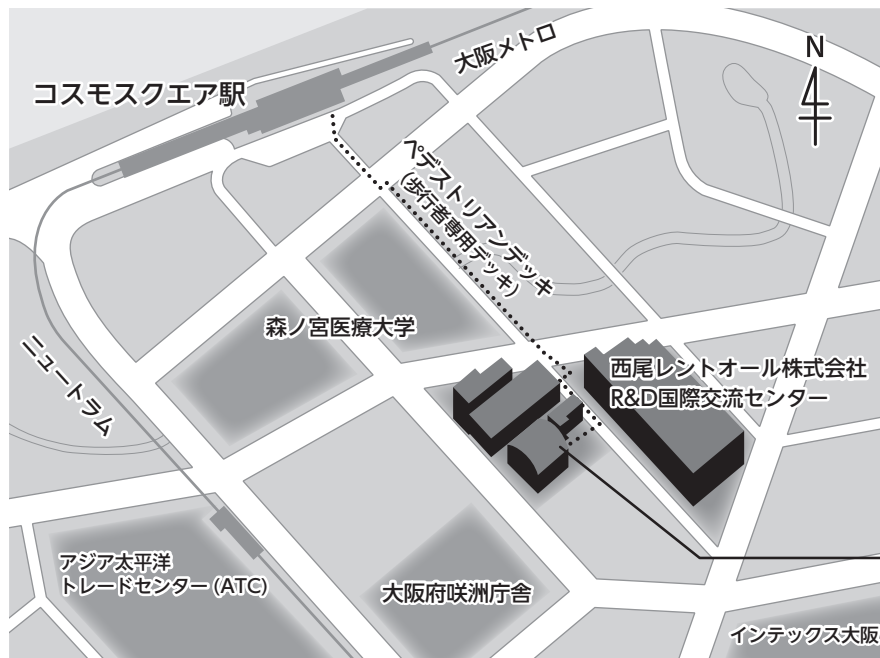 大阪メトロ
N
コスモスクエア駅
ペデストリアンデッキ
(歩行者専用デッキ)
森ノ宮医療大学
ニュートラム
西尾レントオール株式会社
R&D国際交流センター
アジア太平洋
トレードセンター (ATC)
大阪府咲洲庁舎
インテックス大阪